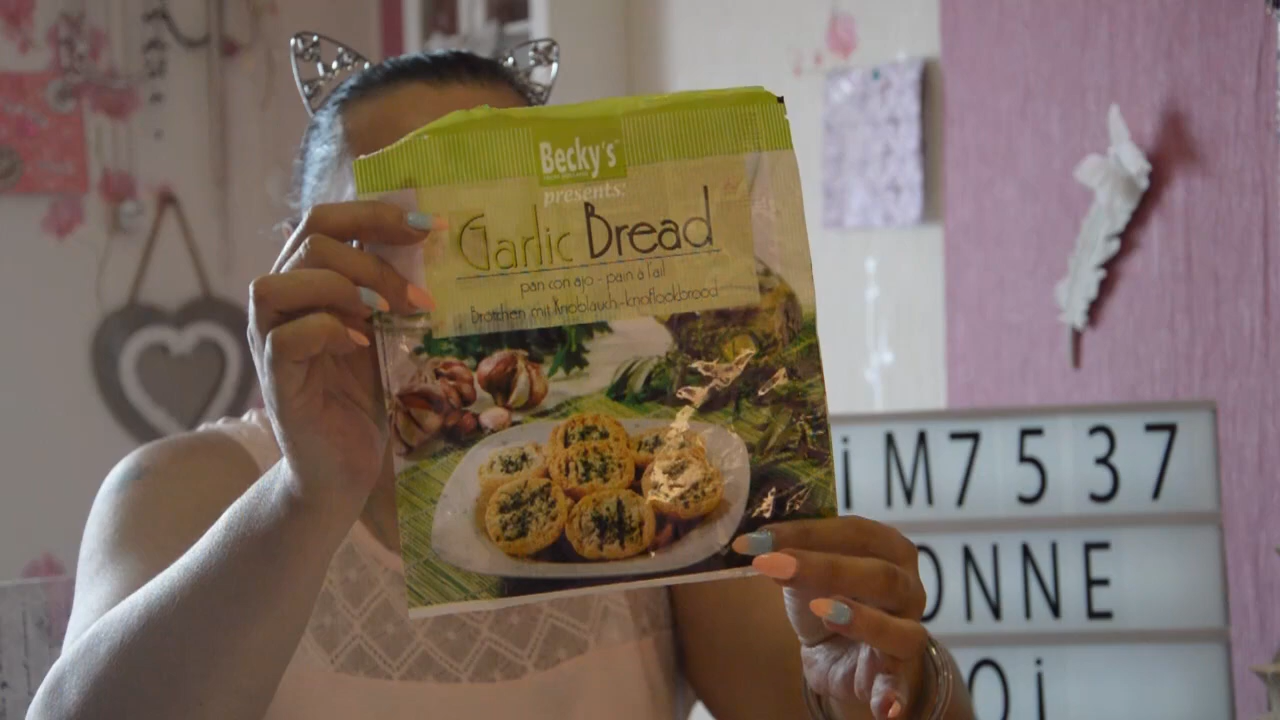 Becky's
presents:
Garlic Bread
pan con ajo - pain à l'ail
Brötchen mit Knoblauch-knoflookbrood
iM7537
ONNE
Oi